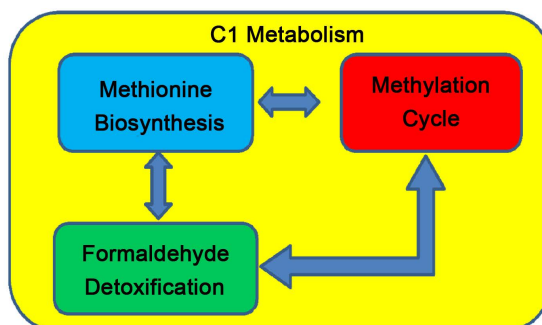 C1 Metabolism
Methionine
Biosynthesis
Methylation
Cycle
Formaldehyde
Detoxification